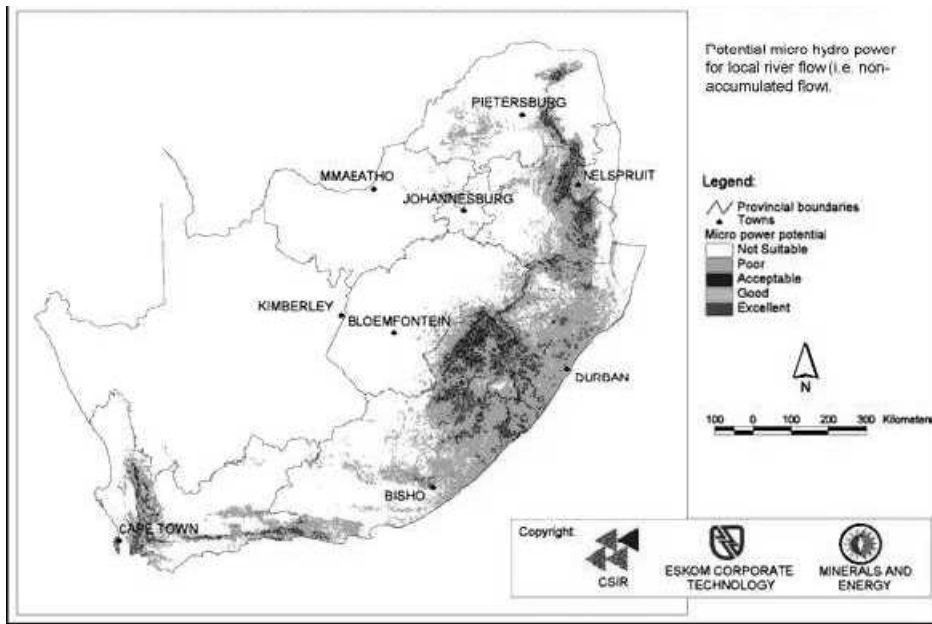 Potential micro hydro power
for local river flow (i.e. non-
accumulated flow).
PIETERSBURG
MMABATHO
NELSPRUIT
JOHANNESBURG
KIMBERLEY
BLOEMFONTEIN
DURBAN
BISHO
CAPE TOWN
Legend:
Provincial boundaries
Towns
Micro power potential
Not Suitable
Poor
Acceptable
Good
Excellent
N
100 0 100 200 300 Kilometers
Copyright:
CSIR
ESKOM CORPORATE
TECHNOLOGY
MINERALS AND
ENERGY